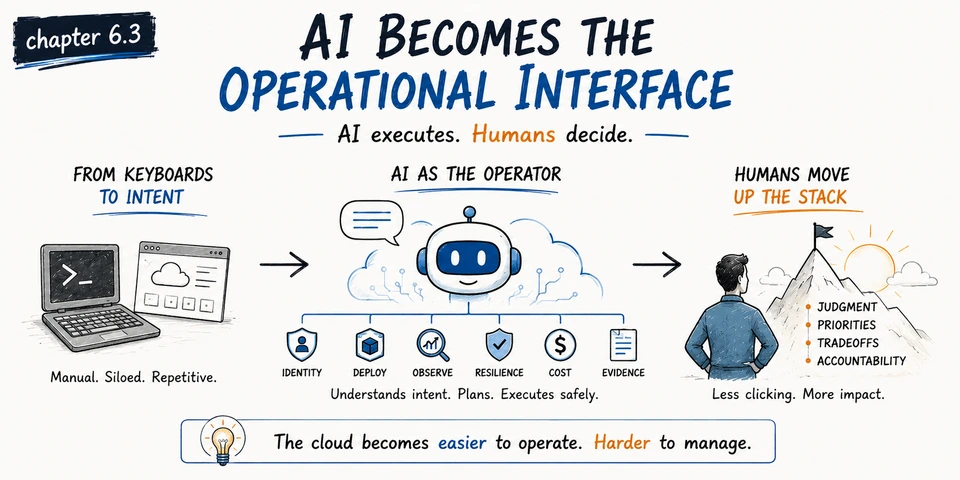 chapter 6.3
AI BECOMES THE
OPERATIONAL INTERFACE
AI executes. Humans decide.
FROM KEYBOARDS
TO INTENT
>_
Manual. Siloed. Repetitive.
AI AS THE OPERATOR
IDENTITY
DEPLOY
OBSERVE
RESILIENCE
$
COST
EVIDENCE
Understands intent. Plans. Executes safely.
HUMANS MOVE
UP THE STACK
JUDGMENT
PRIORITIES
TRADEOFFS
ACCOUNTABILITY
Less clicking. More impact.
The cloud becomes easier to operate. Harder to manage.